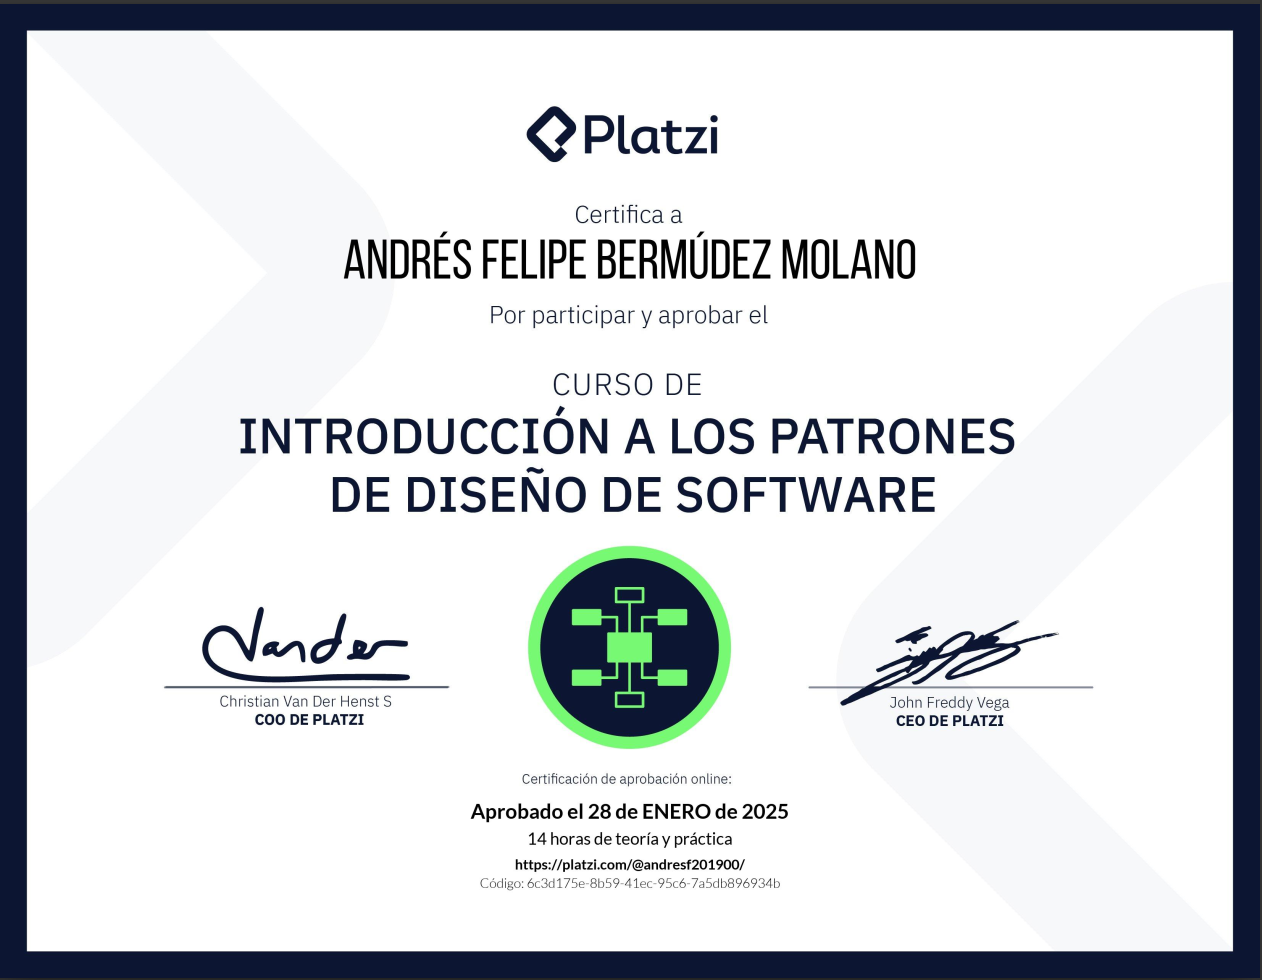 Platzi
Certifica a
ANDRÉS FELIPE BERMÚDEZ MOLANO
Por participar y aprobar el
CURSO DE
INTRODUCCIÓN A LOS PATRONES
DE DISEÑO DE SOFTWARE
Vander
Christian Van Der Henst S
COO DE PLATZI
John Freddy Vega
CEO DE PLATZI
Certificación de aprobación online:
Aprobado el 28 de ENERO de 2025
14 horas de teoría y práctica
https://platzi.com/@andresf201900/
Código: 6c3d175e-8b59-41ec-95c6-7a5db896934b